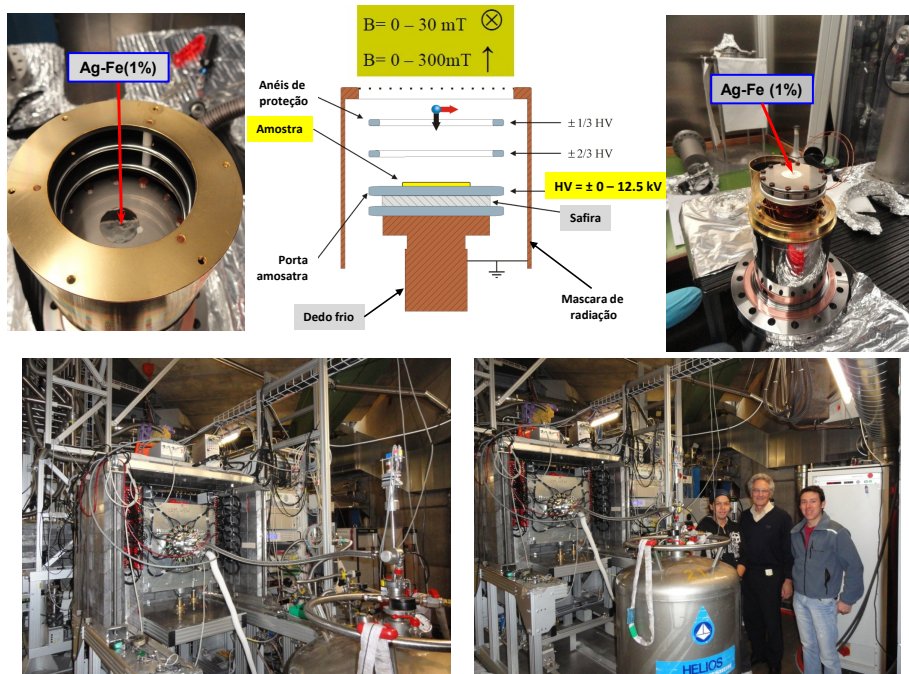 Ag-Fe(1%)
B= 0 – 30 mT ⊗
B= 0 – 300mT ↑
Anéis de
proteção
Amostra
± 1/3 HV
± 2/3 HV
HV = ± 0 – 12.5 kV
Safira
Porta
amosatra
Dedo frio
Mascara de
radiação
Ag-Fe (1%)
HELIOS